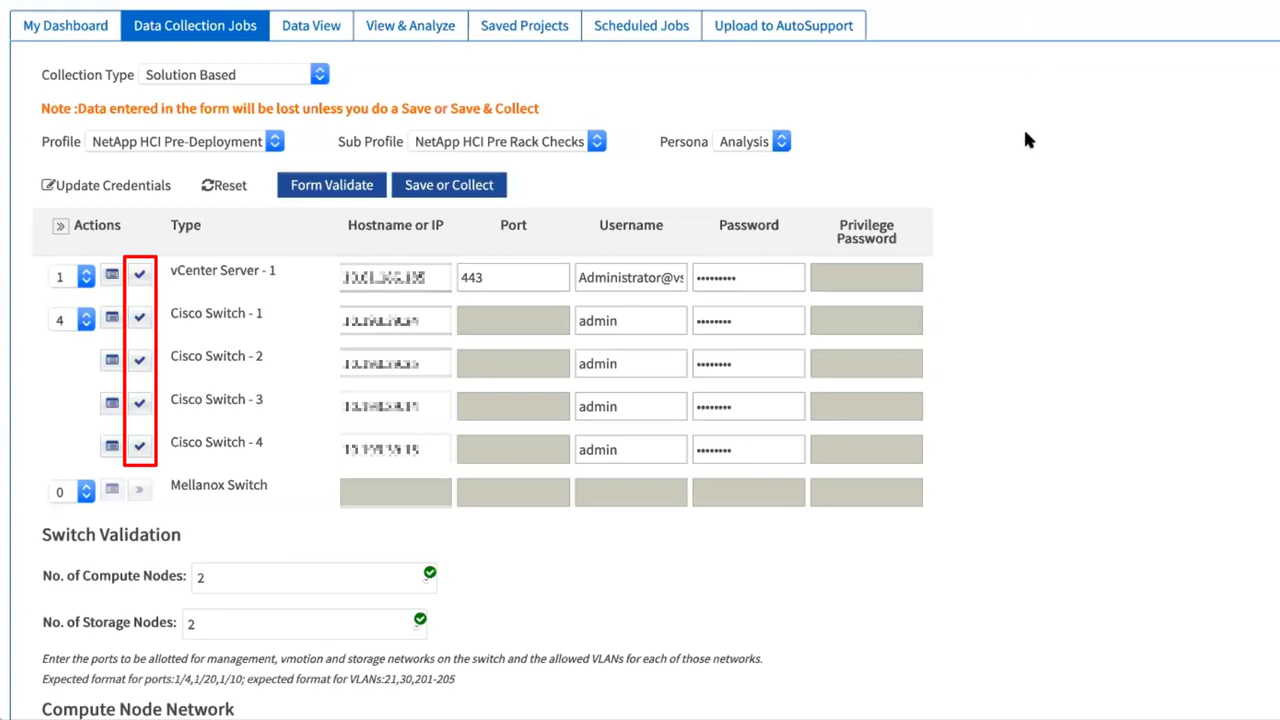 My Dashboard Data Collection Jobs Data View View & Analyze Saved Projects Scheduled Jobs Upload to AutoSupport
Collection Type Solution Based
Note :Data entered in the form will be lost unless you do a Save or Save & Collect
Profile NetApp HCI Pre-Deployment Sub Profile NetApp HCI Pre Rack Checks Persona Analysis
Update Credentials Reset Form Validate Save or Collect
» Actions Type Hostname or IP Port Username Password Privilege Password
1 vCenter Server - 1 443 Administrator@vs •••••••••
4 Cisco Switch - 1 admin ••••••••
Cisco Switch - 2 admin ••••••••
Cisco Switch - 3 admin ••••••••
Cisco Switch - 4 admin ••••••••
0 » Mellanox Switch
Switch Validation
No. of Compute Nodes: 2
No. of Storage Nodes: 2
Enter the ports to be allotted for management, vmotion and storage networks on the switch and the allowed VLANs for each of those networks.
Expected format for ports:1/4,1/20,1/10; expected format for VLANs:21,30,201-205
Compute Node Network